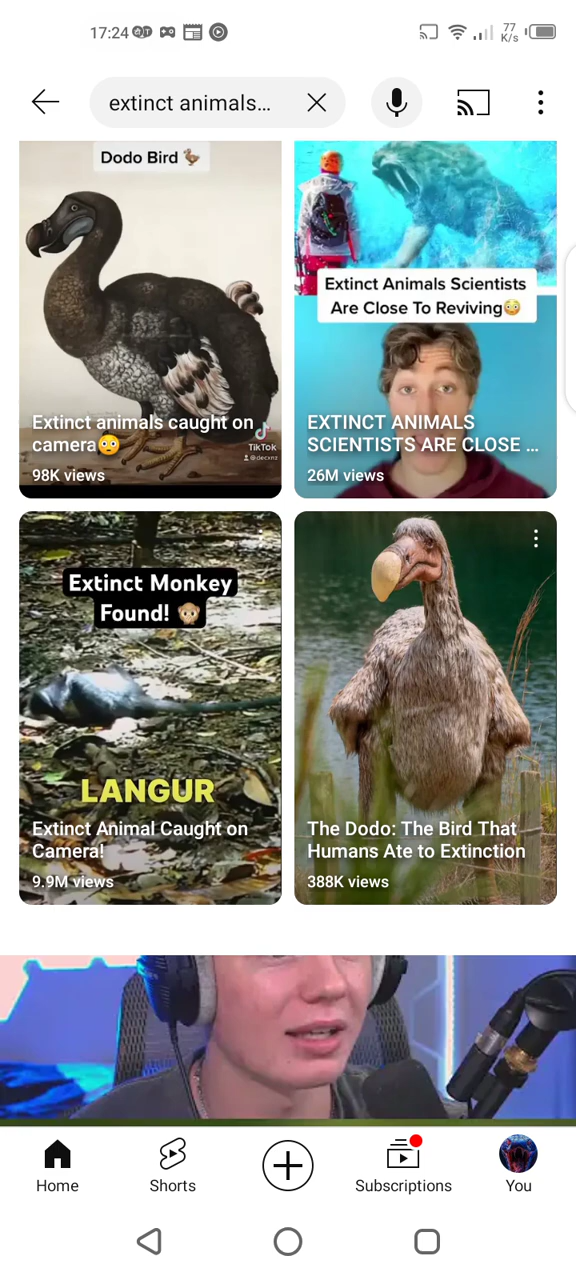 17:24
77
K/s
extinct animals...
Dodo Bird
Extinct animals caught on
camera😳
98K views
TikTok
Extinct Animals Scientists
Are Close To Reviving😳
EXTINCT ANIMALS
SCIENTISTS ARE CLOSE ...
26M views
Extinct Monkey
Found! 🐵
LANGUR
Extinct Animal Caught on
Camera!
9.9M views
The Dodo: The Bird That
Humans Ate to Extinction
388K views
Home
Shorts
Subscriptions
You